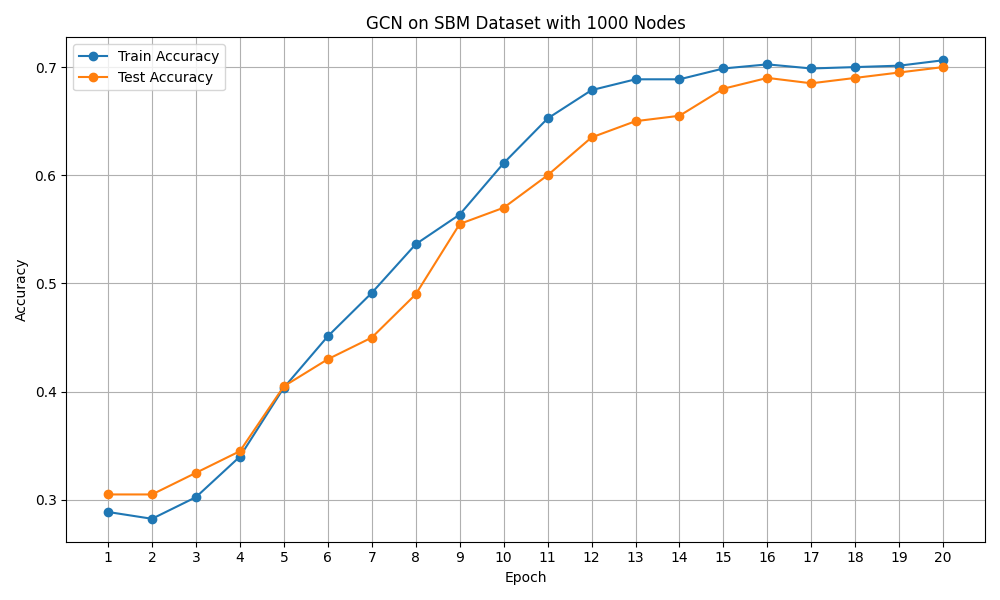 GCN on SBM Dataset with 1000 Nodes
Train Accuracy
Test Accuracy
0.7
0.6
0.5
0.4
0.3
Accuracy
1 2 3 4 5 6 7 8 9 10 11 12 13 14 15 16 17 18 19 20
Epoch